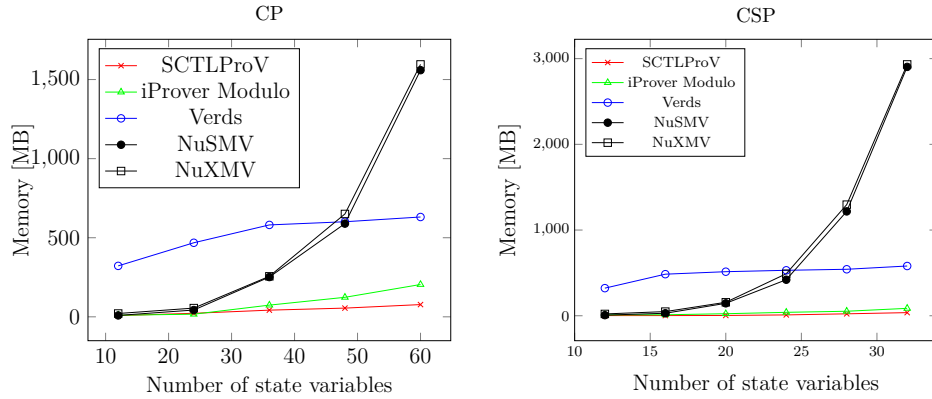 CP
1,500
1,000
500
0
Memory [MB]
SCTLProV
iProver Modulo
Verds
NuSMV
NuXMV
10 20 30 40 50 60
Number of state variables
CSP
3,000
2,000
1,000
0
Memory [MB]
SCTLProV
iProver Modulo
Verds
NuSMV
NuXMV
10 15 20 25 30
Number of state variables